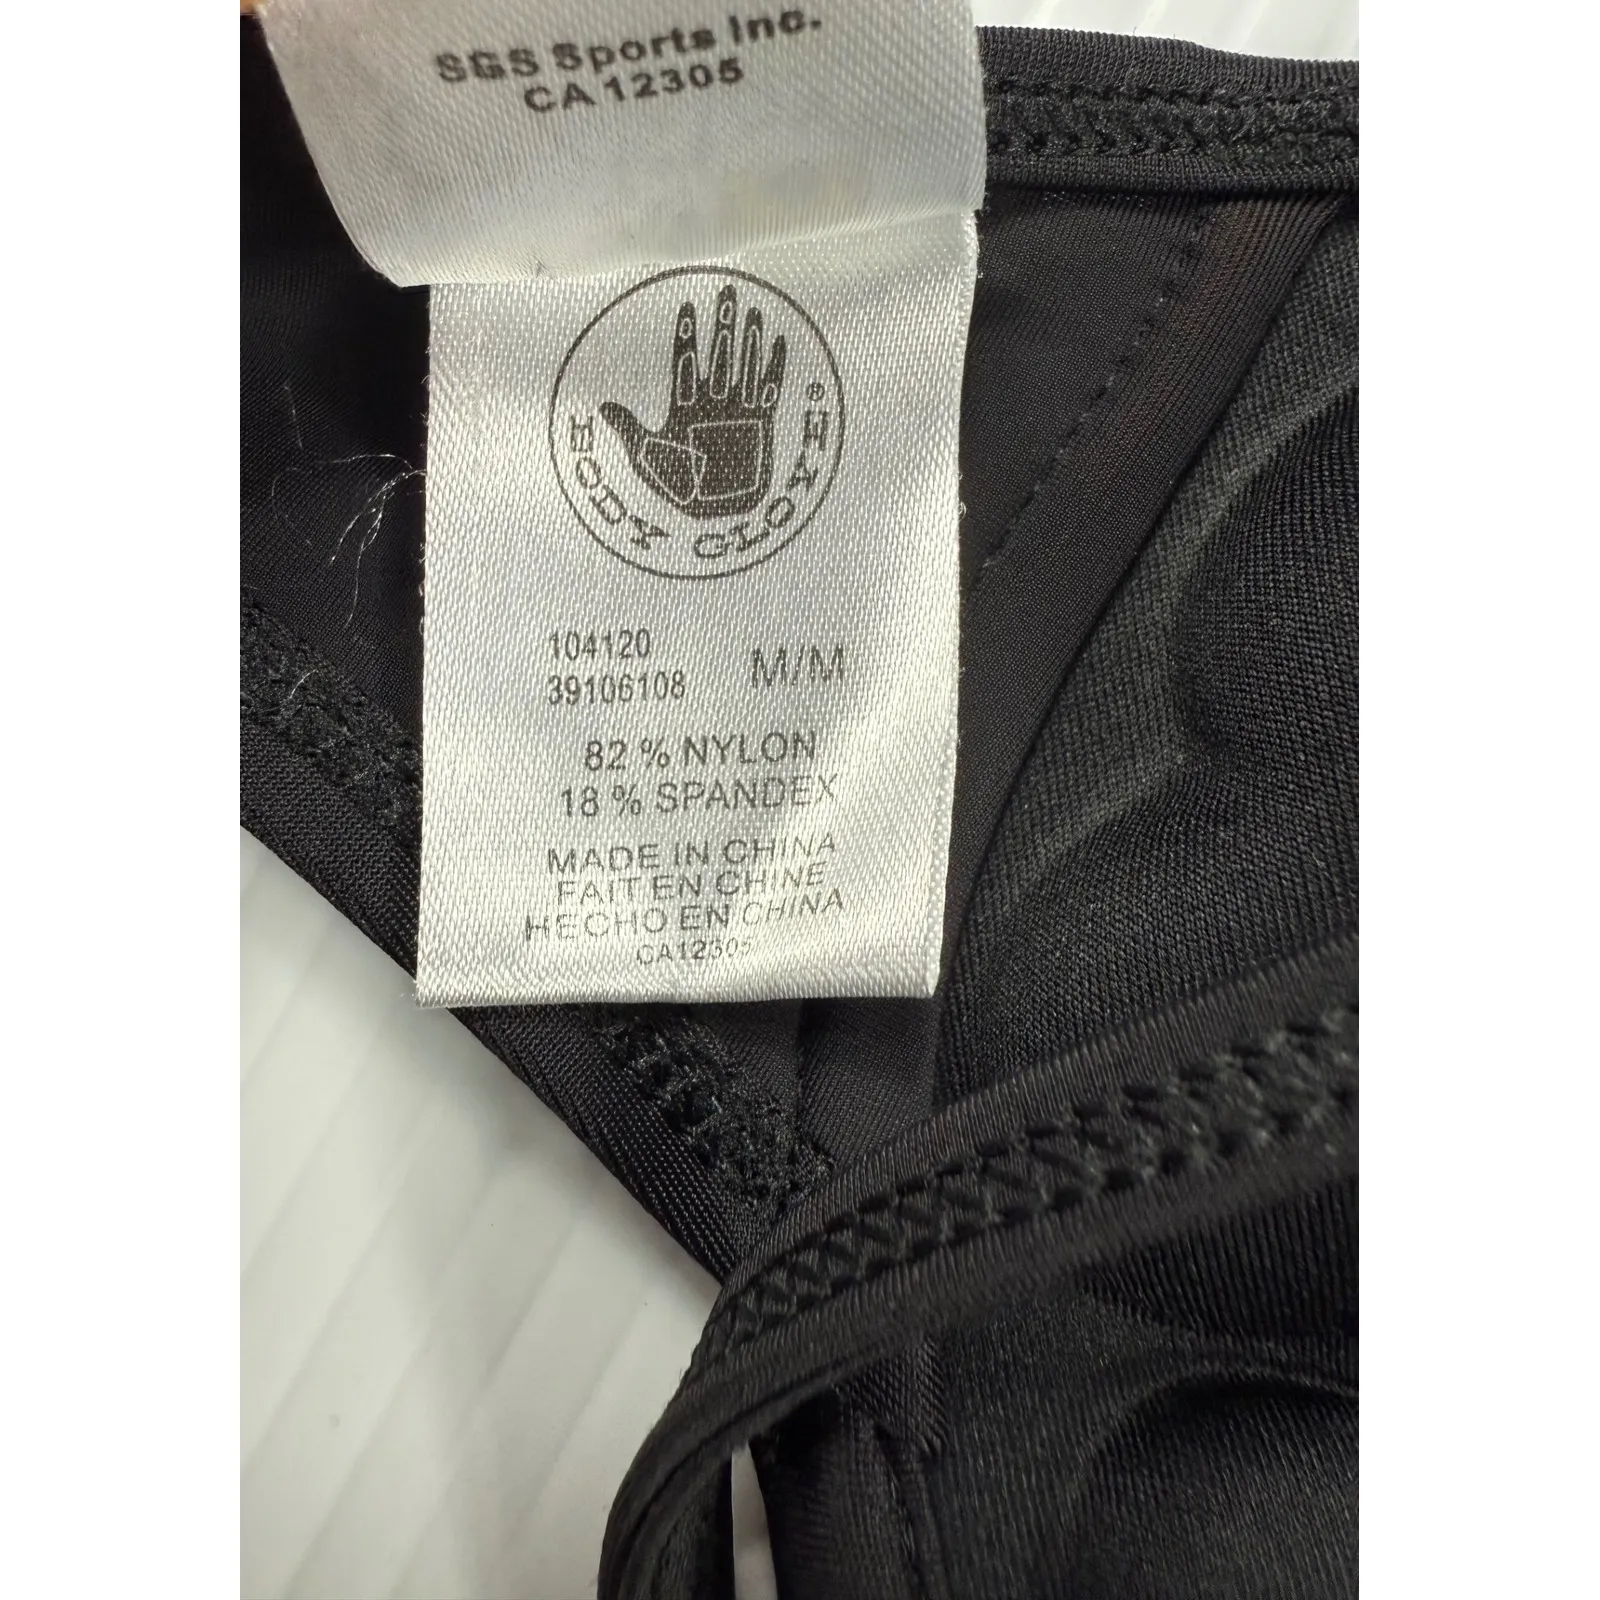 SGS Sports Inc.
CA 12305
BODY GLOVE®
104120
39106108
M/M
82 % NYLON
18 % SPANDEX
MADE IN CHINA
FAIT EN CHINE
HECHO EN CHINA
CA12305